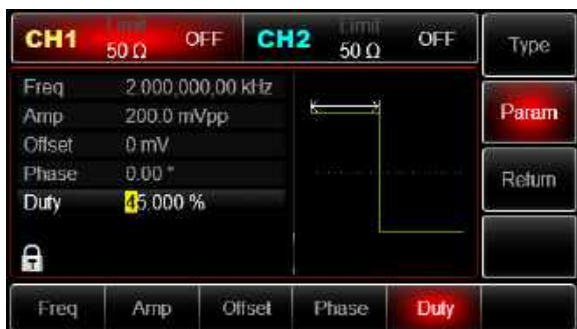 CH1 Limit 50 Ω OFF CH2 Limit 50 Ω OFF Type
Freq 2.000,000,00 kHz
Amp 200.0 mVpp Param
Offset 0 mV
Phase 0.00 ° Return
Duty 45.000 %
Freq Amp Offset Phase Duty